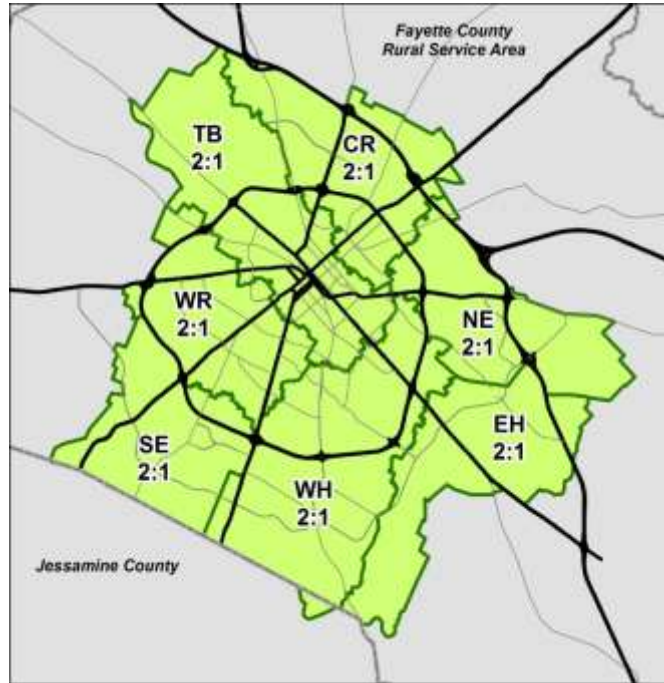 Fayette County
Rural Service Area
TB
2:1
CR
2:1
WR
2:1
NE
2:1
EH
2:1
SE
2:1
WH
2:1
Jessamine County